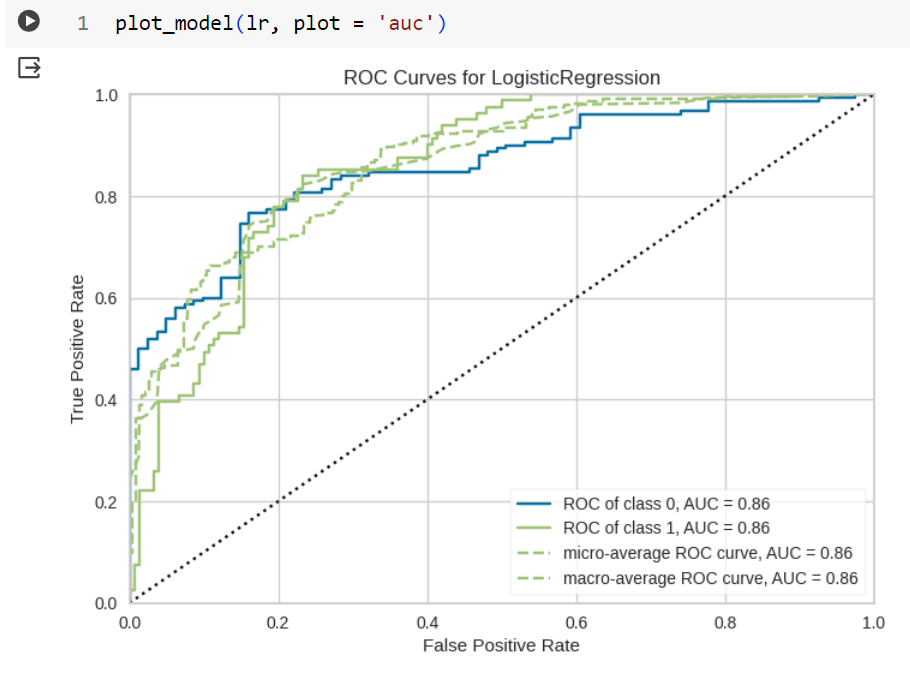 1 plot_model(lr, plot = 'auc')
ROC Curves for LogisticRegression
1.0
0.8
0.6
0.4
0.2
0.0
True Positive Rate
ROC of class 0, AUC = 0.86
ROC of class 1, AUC = 0.86
micro-average ROC curve, AUC = 0.86
macro-average ROC curve, AUC = 0.86
0.0 0.2 0.4 0.6 0.8 1.0
False Positive Rate